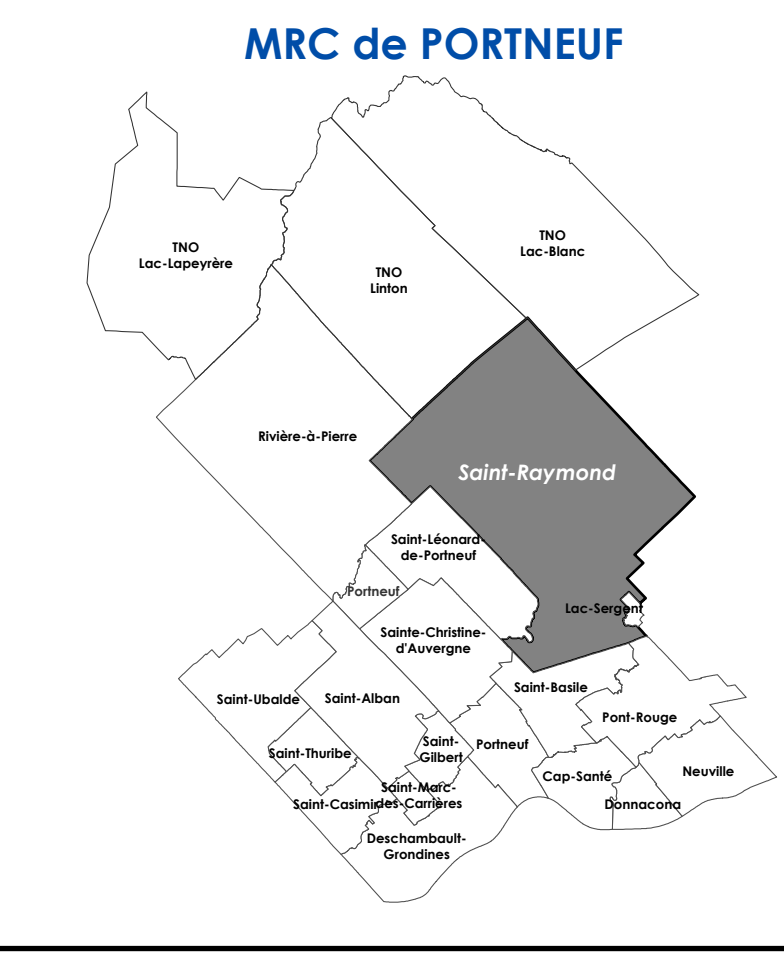 MRC de PORTNEUF
TNO
Lac-Blanc
TNO
Lac-Lapeyrère
TNO
Linton
Rivière-à-Pierre
Saint-Raymond
Saint-Léonard-
de-Portneuf
Portneuf
Lac-Sergent
Sainte-Christine-
d'Auvergne
Saint-Basile
Saint-Ubalde
Saint-Alban
Pont-Rouge
Saint-Thuribe
Saint-
Gilbert
Portneuf
Cap-Santé
Neuville
Saint-Marc-
des-Carrières
Saint-Casimir
Donnacona
Deschambault-
Grondines